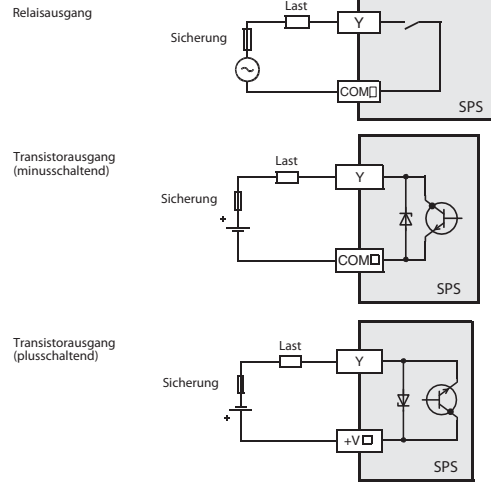 Relaisausgang
Last
Sicherung
Y
COM□
SPS
Transistorausgang
(minusschaltend)
Last
Sicherung
Y
+
COM□
SPS
Transistorausgang
(plusschaltend)
Last
Sicherung
Y
+
+V□
SPS